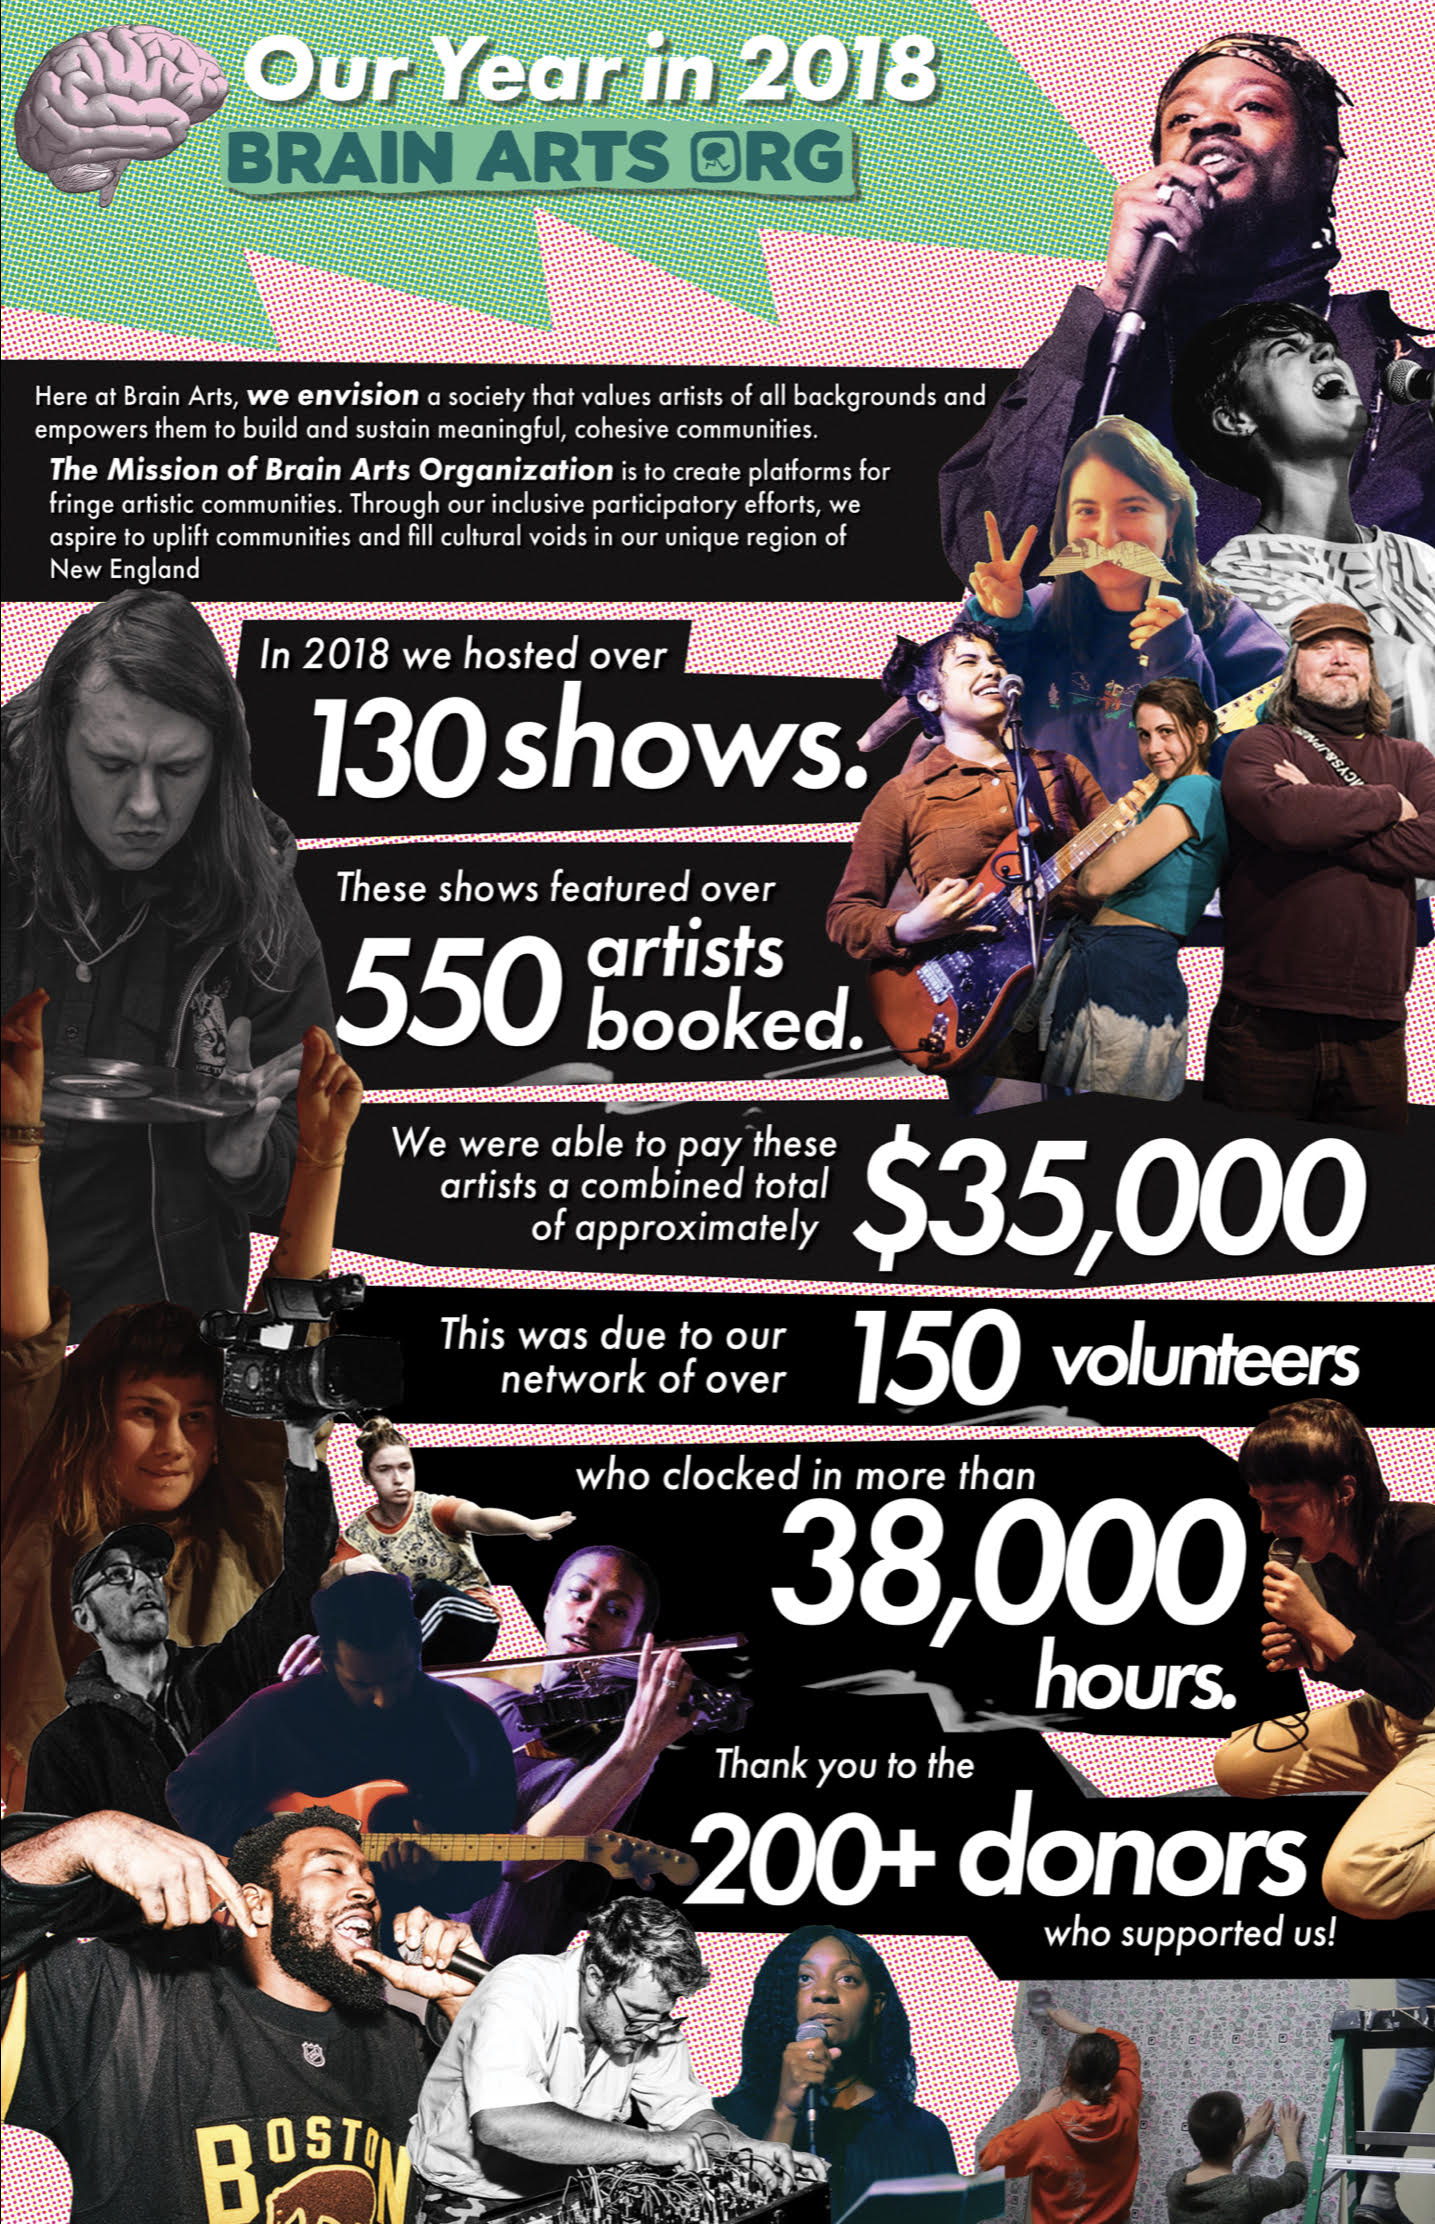 Our Year in 2018
BRAIN ARTS ORG
Here at Brain Arts, we envision a society that values artists of all backgrounds and
empowers them to build and sustain meaningful, cohesive communities.
The Mission of Brain Arts Organization is to create platforms for
fringe artistic communities. Through our inclusive participatory efforts, we
aspire to uplift communities and fill cultural voids in our unique region of
New England
In 2018 we hosted over
130 shows.
These shows featured over
550 artists
booked.
We were able to pay these
artists a combined total
of approximately
$35,000
This was due to our
network of over
150 volunteers
who clocked in more than
38,000
hours.
Thank you to the
200+ donors
who supported us!
BOSTON